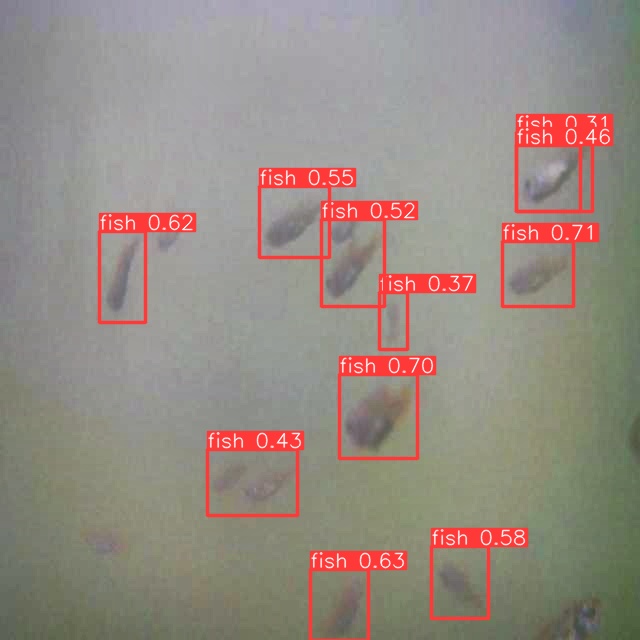 fish 0.31
fish 0.46
fish 0.55
fish 0.52
fish 0.62
fish 0.71
fish 0.37
fish 0.70
fish 0.43
fish 0.58
fish 0.63